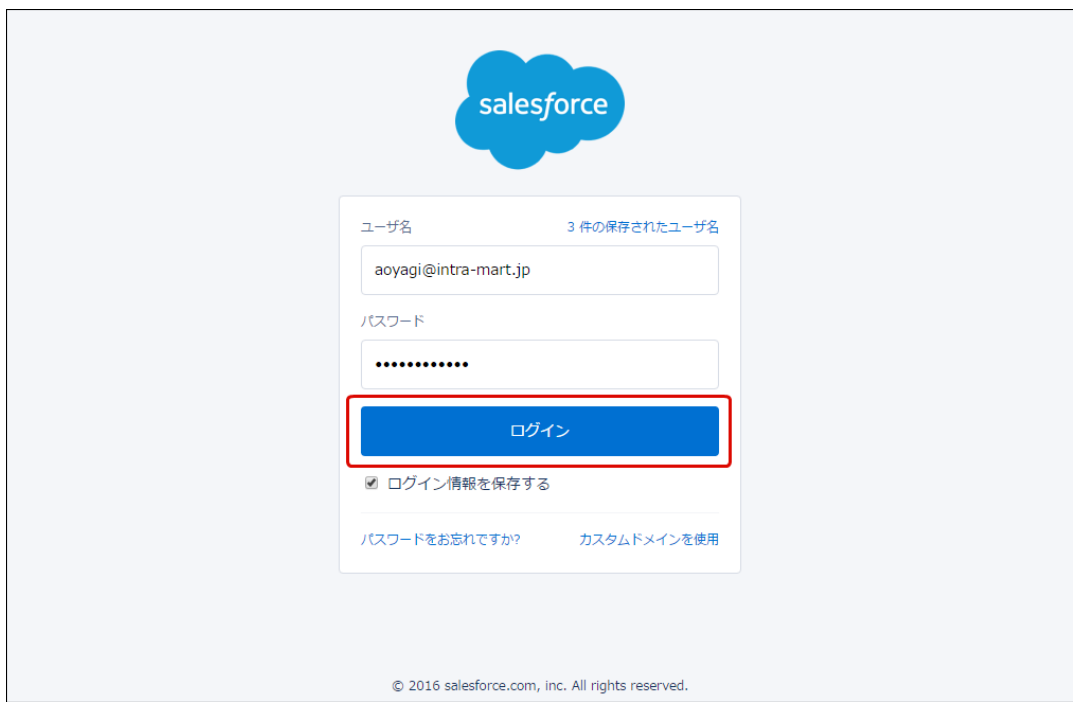 salesforce
ユーザ名
3 件の保存されたユーザ名
aoyagi@intra-mart.jp
パスワード
••••••••••••
ログイン
ログイン情報を保存する
パスワードをお忘れですか?
カスタムドメインを使用
© 2016 salesforce.com, inc. All rights reserved.